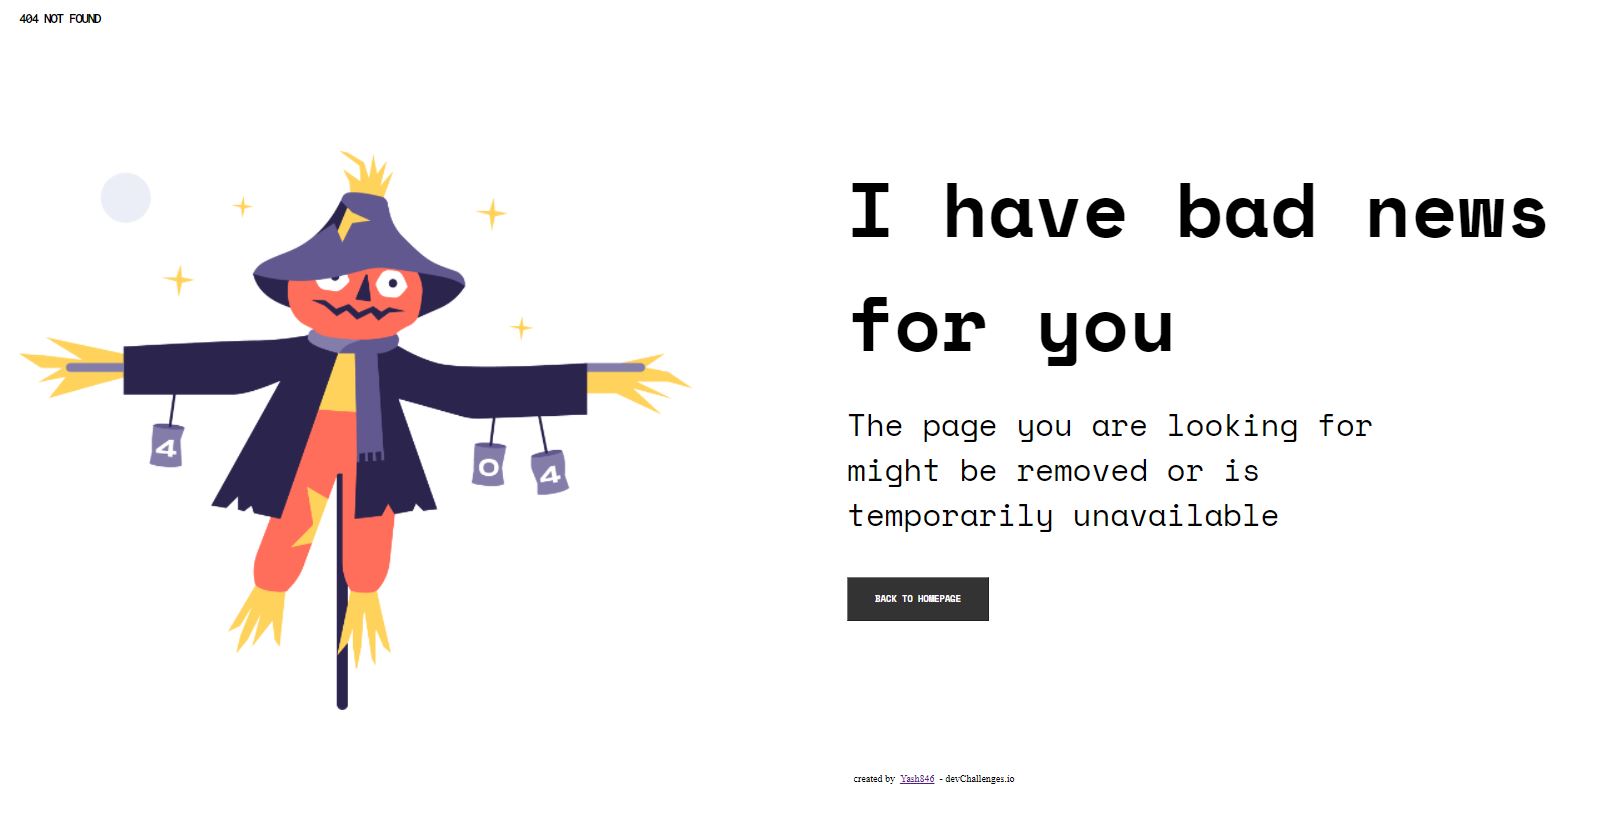 404 NOT FOUND
I have bad news
for you
4
0
4
The page you are looking for
might be removed or is
temporarily unavailable
BACK TO HOMEPAGE
created by Yash846 - devChallenges.io